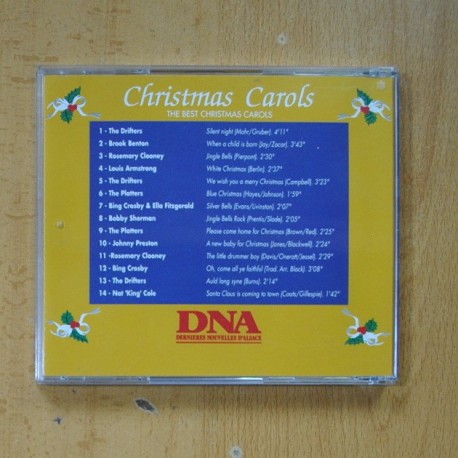 Christmas Carols
THE BEST CHRISTMAS CAROLS
1 - The Drifters Silent night (Mohr/Gruber). 4'11"
2 - Brook Benton When a child is born (Jay/Zacar). 3'43"
3 - Rosemary Clooney Jingle Bells (Pierpont). 2'30"
4 - Louis Armstrong White Christmas (Berlin). 2'37"
5 - The Drifters We wish you a merry Christmas (Campbell). 3'23"
6 - The Platters Blue Christmas (Hayes/Johnson). 1'59"
7 - Bing Crosby & Ella Fitzgerald Silver Bells (Evans/Livinston). 2'07"
8 - Bobby Sherman Jingle Bells Rock (Prentis/Slade). 2'05"
9 - The Platters Please come home for Christmas (Brown/Red). 2'25"
10 - Johnny Preston A new baby for Christmas (Jones/Blackwell). 2'24"
11 -Rosemary Clooney The little drummer boy (Davis/Oneratt/Jesse). 2'29"
12 - Bing Crosby Oh, come all ye faithful (Trad. Arr. Black). 3'08"
13 - The Drifters Auld lang syne (Burns). 2'14"
14 - Nat 'King' Cole Santa Claus is coming to town (Coots/Gillespie). 1'42"
DNA
DERNIERES NOUVELLES D'ALSACE